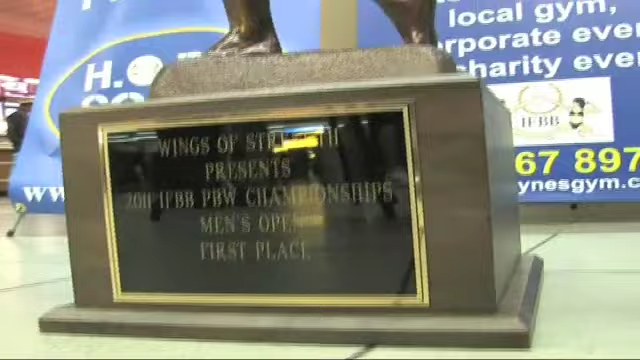 local gym,
rporate eve
harity eve
H.
IFBB
67 897
ynesgym.c
www
WINGS OF STRENGTH
PRESENTS
2011 IFBB PBW CHAMPIONSHIPS
MEN'S OPEN
FIRST PLACE